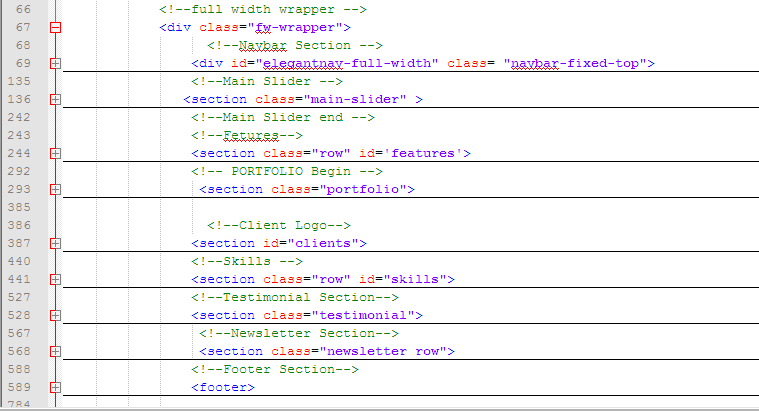 66 <!--full width wrapper -->
67 <div class="fw-wrapper">
68 <!--Navbar Section -->
69 <div id="elegantnav-full-width" class= "navbar-fixed-top">
135 <!--Main Slider -->
136 <section class="main-slider" >
242 <!--Main Slider end -->
243 <!--Fetures-->
244 <section class="row" id='features'>
292 <!-- PORTFOLIO Begin -->
293 <section class="portfolio">
385
386 <!--Client Logo-->
387 <section id="clients">
440 <!--Skills -->
441 <section class="row" id="skills">
527 <!--Testimonial Section-->
528 <section class="testimonial">
567 <!--Newsletter Section-->
568 <section class="newsletter row">
588 <!--Footer Section-->
589 <footer>
784